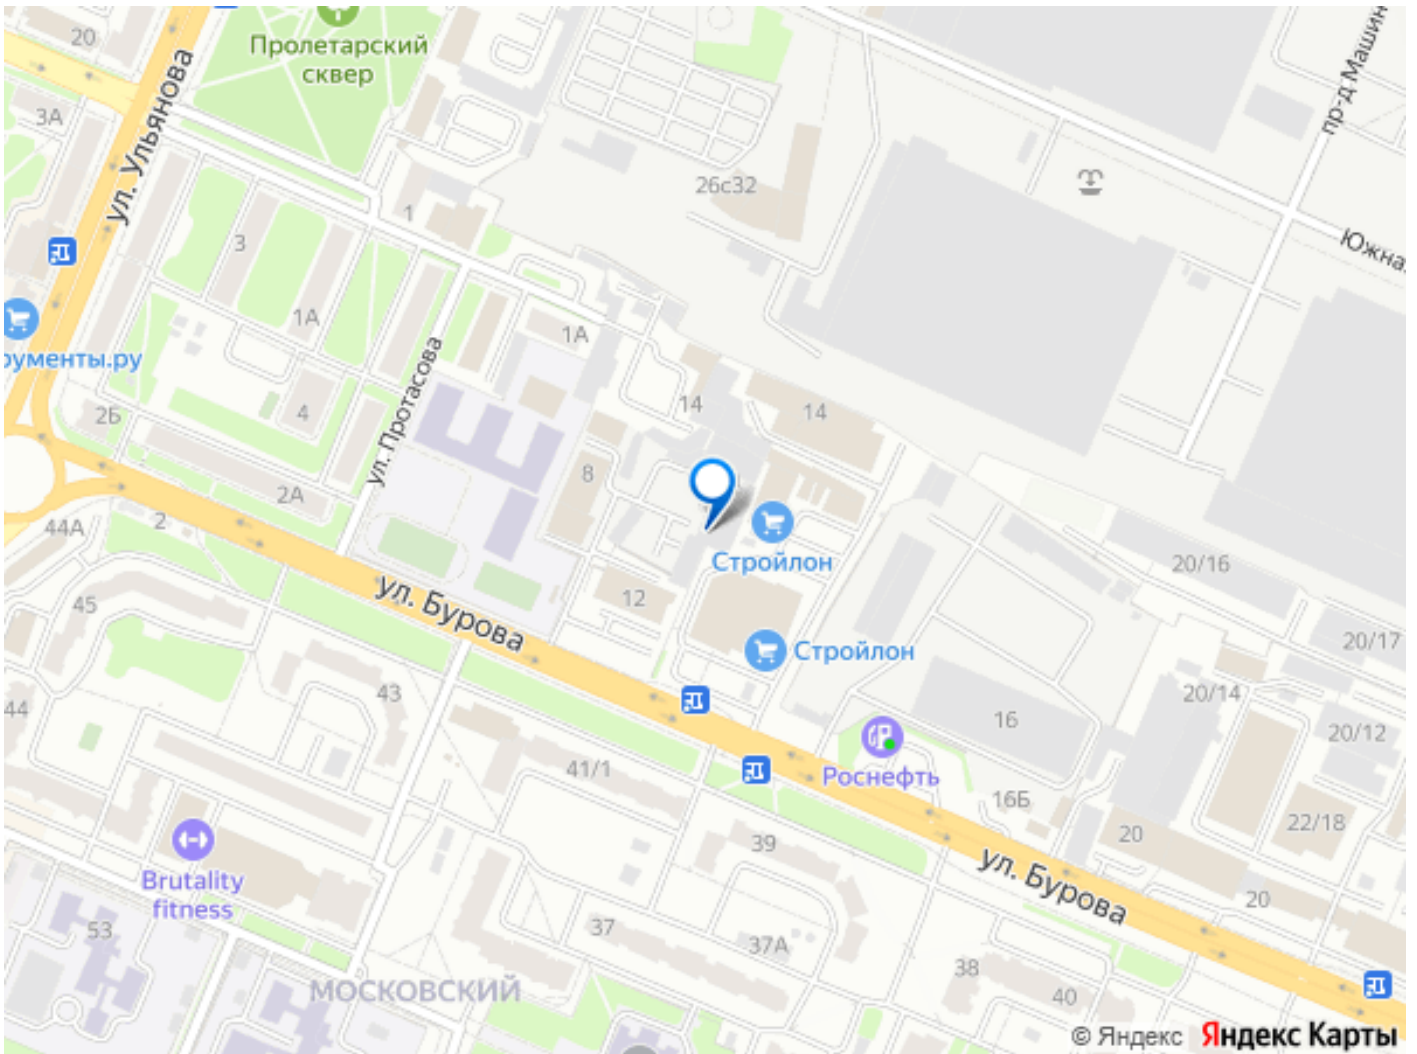 20
Пролетарский
сквер
ул. Ульянова
3А
пр-д Машин
26с32
1
3
Южная
1А
1А
рументы.ру
ул. Протасова
2Б
4
14
14
8
2А
44А
2
Стройлон
20/16
45
ул. Бурова
12
Стройлон
20/17
44
43
20/14
16
20/12
41/1
Роснефть
16Б
22/18
39
20
Brutality
fitness
ул. Бурова
20
53
37
37А
38
МОСКОВСКИЙ
40
© Яндекс Яндекс Карты